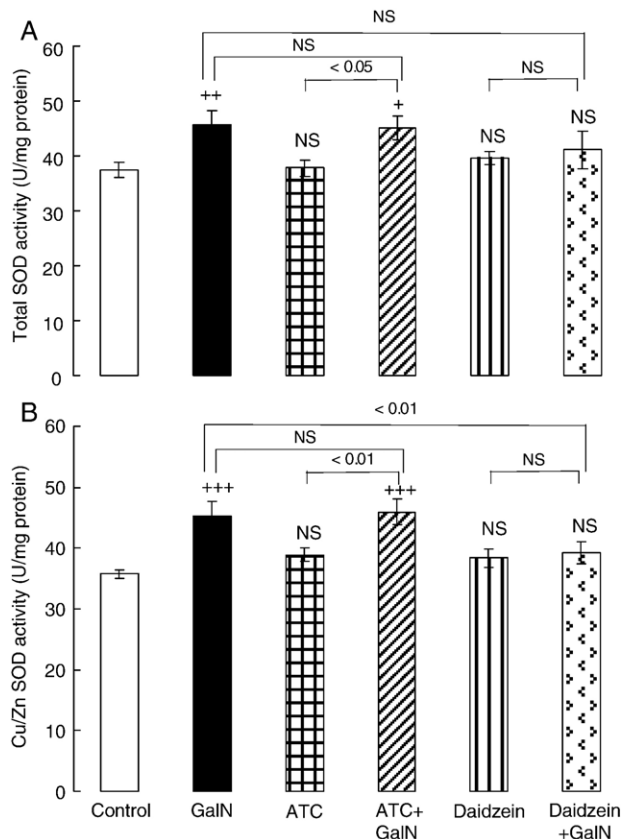 A
NS
NS
< 0.05
NS
++
+
NS
NS
NS
Total SOD activity (U/mg protein)
60
50
40
30
20
10
0
B
< 0.01
NS
< 0.01
NS
+++
+++
NS
NS
NS
Cu/Zn SOD activity (U/mg protein)
60
50
40
30
20
10
0
Control
GalN
ATC
ATC+
GalN
Daidzein
Daidzein
+GalN